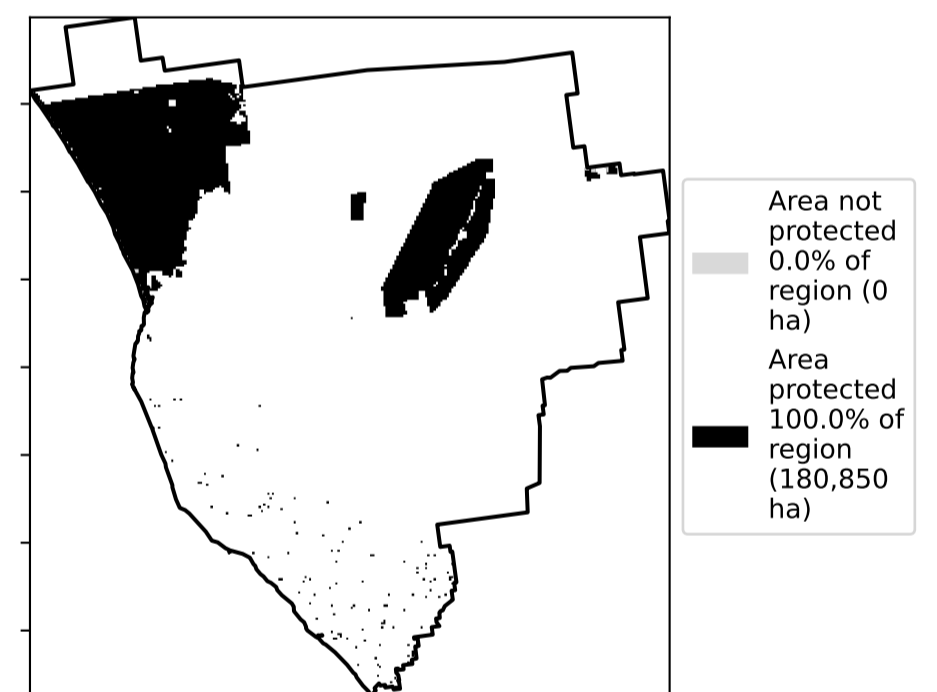 Area not
protected
0.0% of
region (0
ha)
Area
protected
100.0% of
region
(180,850
ha)